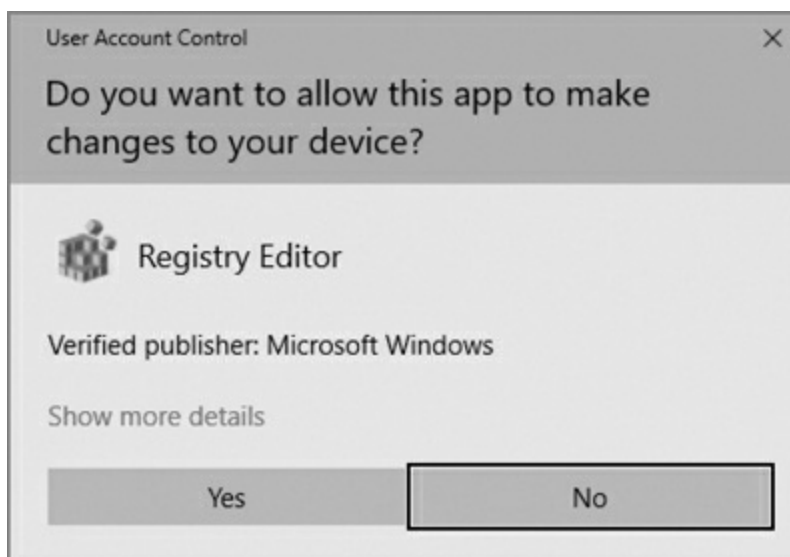 User Account Control
Do you want to allow this app to make
changes to your device?
Registry Editor
Verified publisher: Microsoft Windows
Show more details
Yes
No